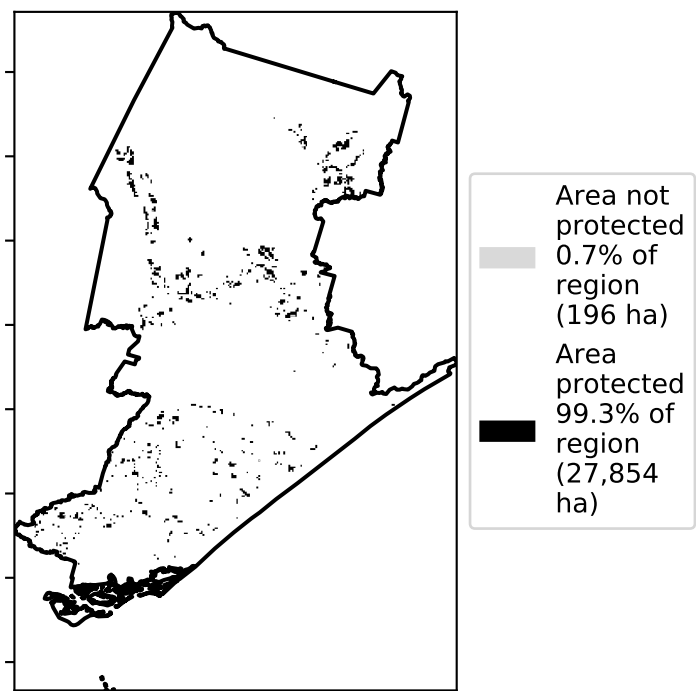 Area not
protected
0.7% of
region
(196 ha)
Area
protected
99.3% of
region
(27,854
ha)